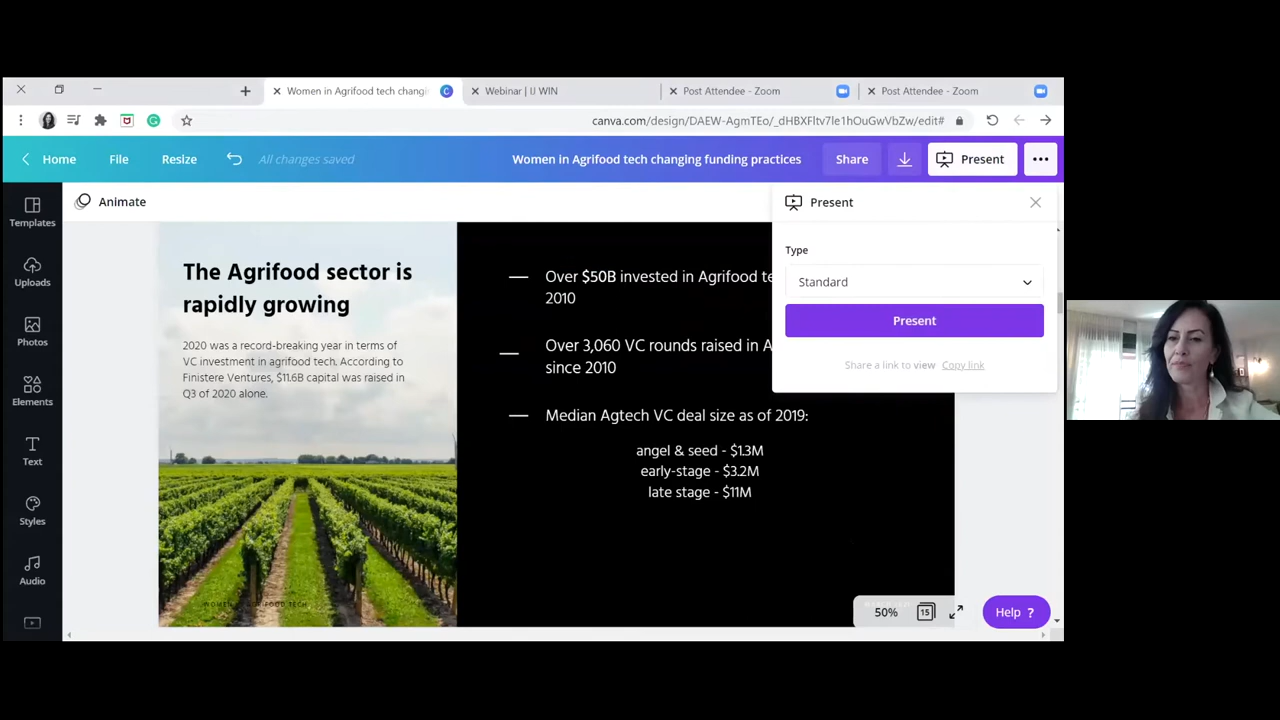 Women in Agrifood tech changi
Webinar | IJ WIN
Post Attendee - Zoom
Post Attendee - Zoom
canva.com/design/DAEW-AgmTEo/_dHBXFltv7le1hOuGwVbZw/edit#
Home
File
Resize
All changes saved
Women in Agrifood tech changing funding practices
Share
Present
Templates
Uploads
Photos
Elements
Text
Styles
Audio
Animate
The Agrifood sector is
rapidly growing
2020 was a record-breaking year in terms of
VC investment in agrifood tech. According to
Finistere Ventures, $11.6B capital was raised in
Q3 of 2020 alone.
— Over $50B invested in Agrifood te
2010
— Over 3,060 VC rounds raised in A
since 2010
— Median Agtech VC deal size as of 2019:
angel & seed - $1.3M
early-stage - $3.2M
late stage - $11M
Present
Type
Standard
Present
Share a link to view Copy link
50%
15
Help ?